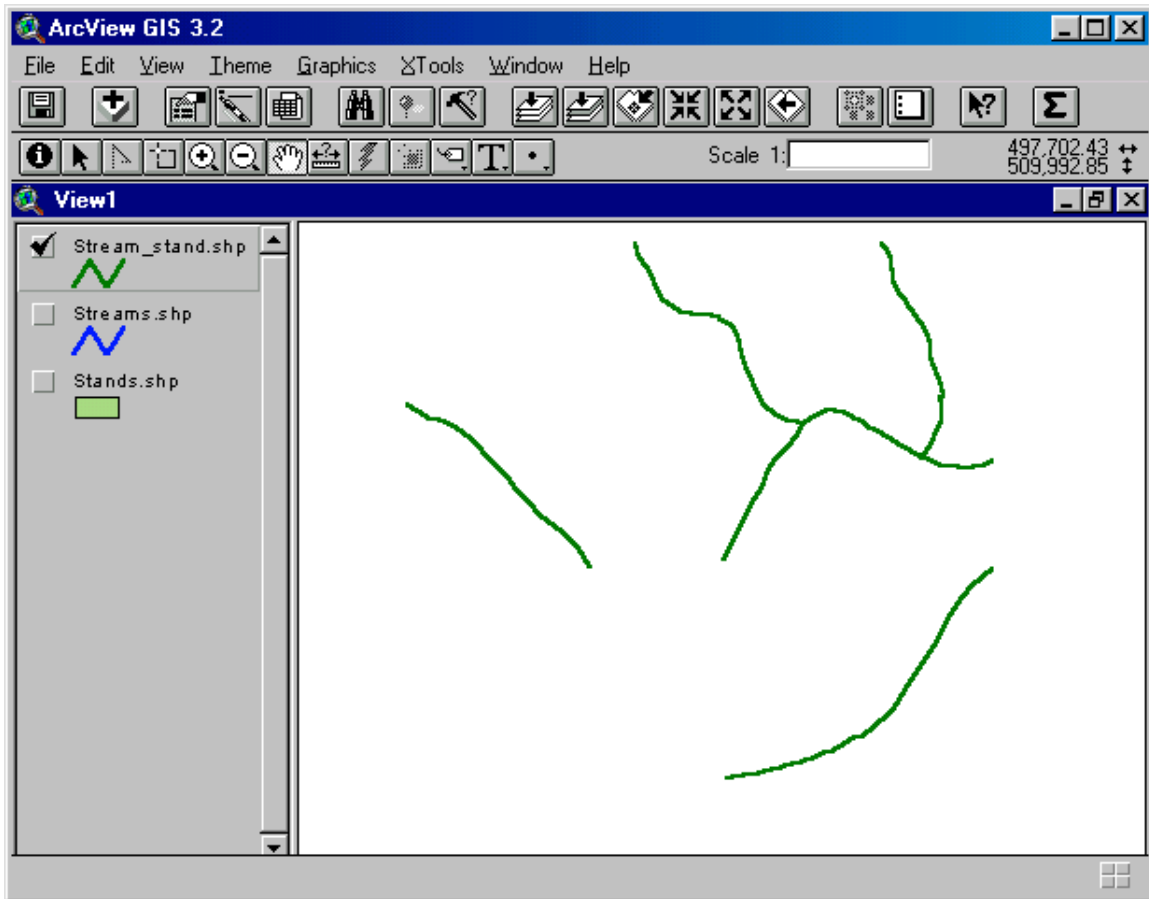 ArcView GIS 3.2
File Edit View Theme Graphics XTools Window Help
Scale 1:
497,702.43
509,992.85
View1
Stream_stand.shp
Streams.shp
Stands.shp